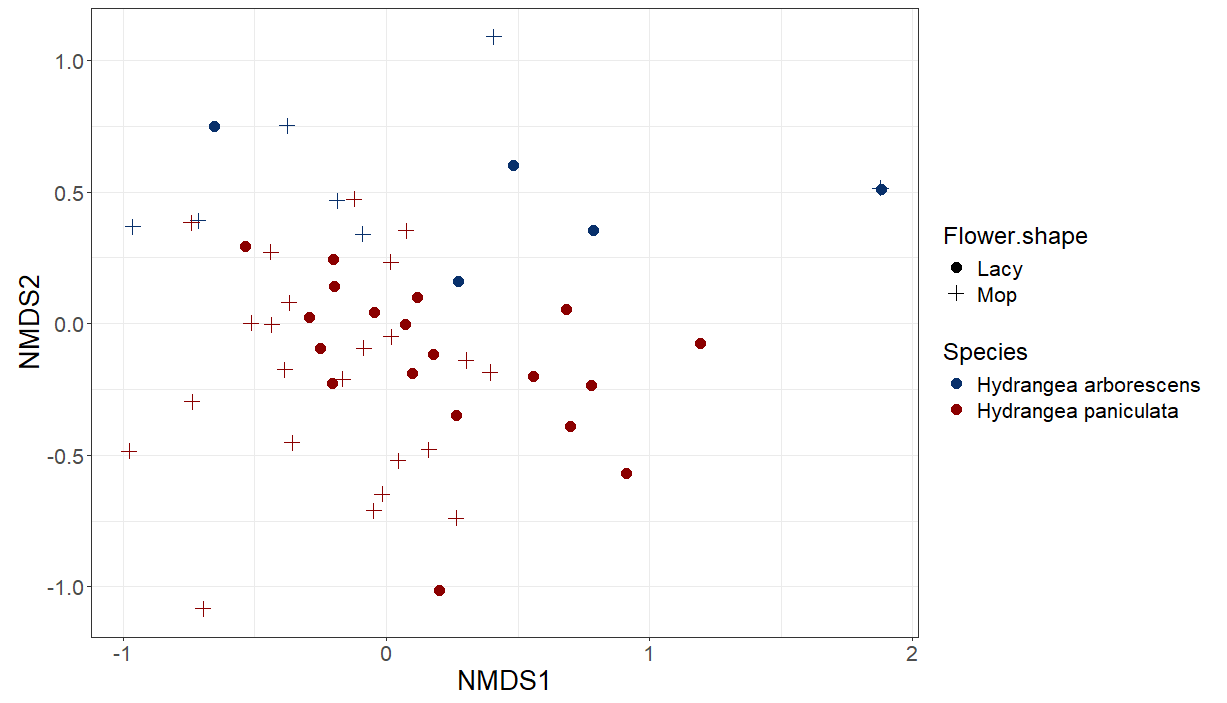 1.0
0.5
0.0
-0.5
-1.0
NMDS2
-1
0
1
2
NMDS1
Flower.shape
Lacy
Mop
Species
Hydrangea arborescens
Hydrangea paniculata